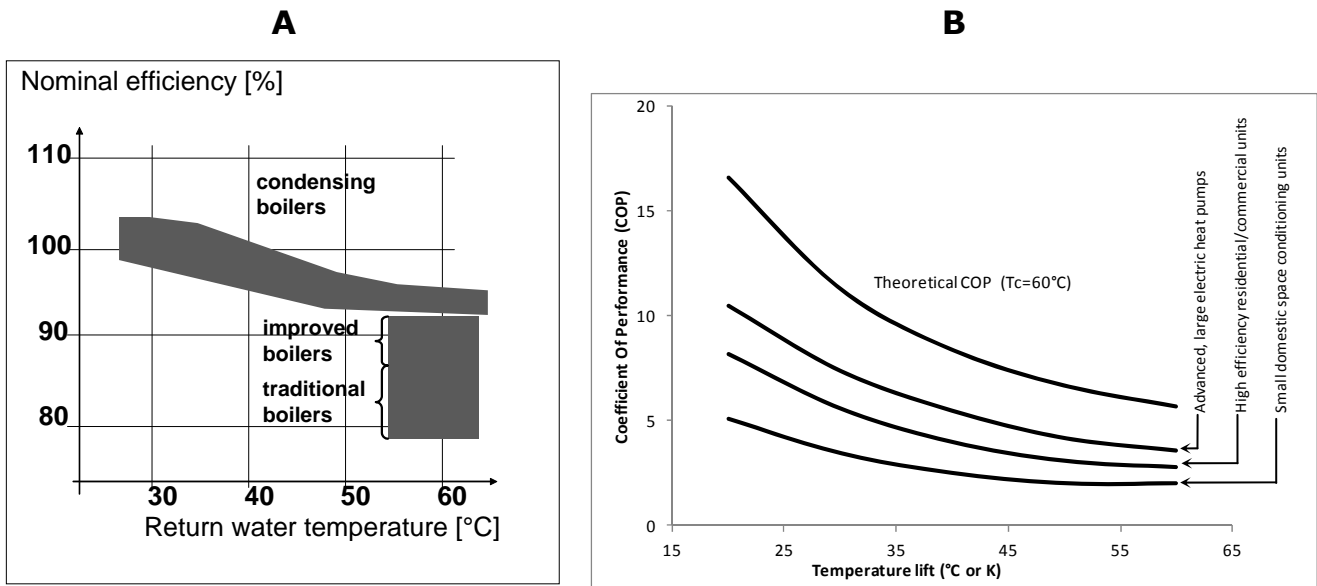 A
Nominal efficiency [%]
110
100
90
80
condensing
boilers
improved
boilers
traditional
boilers
30 40 50 60
Return water temperature [°C]
B
Coefficient Of Performance (COP)
20
15
10
5
0
Theoretical COP (Tc=60°C)
Advanced, large electric heat pumps
High efficiency residential/commercial units
Small domestic space conditioning units
15 25 35 45 55 65
Temperature lift (°C or K)